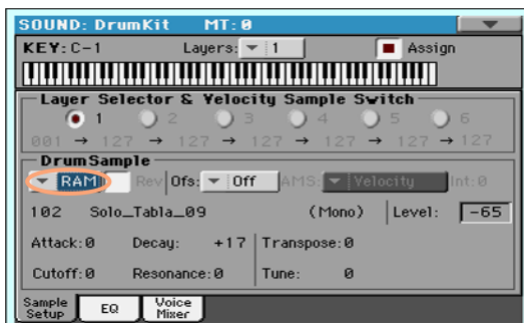 SOUND: DrumKit MT:0
KEY:C-1 Layers: 1 Assign
Layer Selector & Velocity Sample Switch
1 2 3 4 5 6
001 → 127 → 127 → 127 → 127 → 127 → 127
DrumSample
RAM Rev Ofs: Off AMS: Velocity Int:0
102 Solo_Tabla_09 (Mono) Level: -65
Attack:0 Decay: +17 Transpose:0
Cutoff:0 Resonance:0 Tune: 0
Sample Setup EQ Voice Mixer